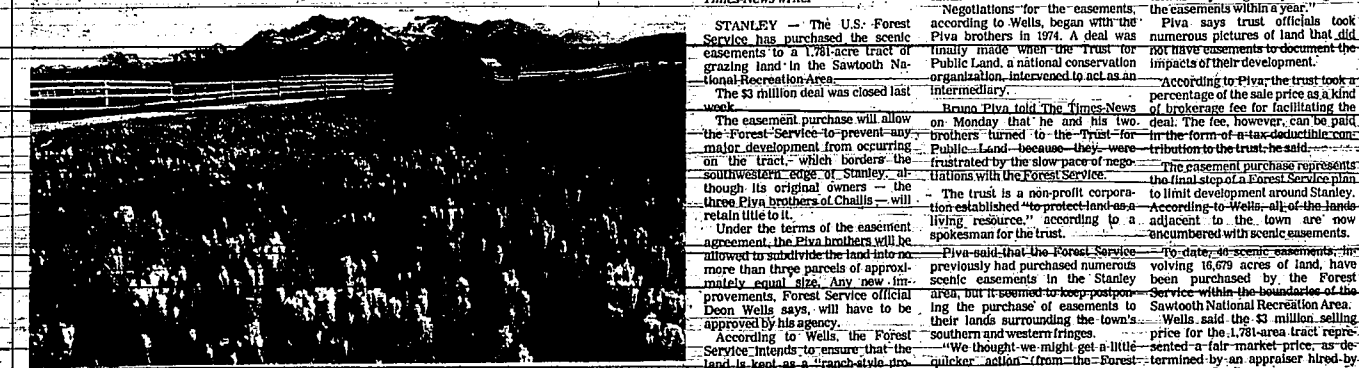 Times-News writer
STANLEY — The U.S. Forest
Service has purchased the scenic
easements to a 1,781-acre tract of
grazing land in the Sawtooth Na-
tional Recreation Area.
The $3 million deal was closed last
week.
The easement purchase will allow
the Forest Service to prevent any
major development from occurring
on the tract, which borders the
southwestern edge of Stanley, al-
though its original owners — the
three Piva brothers of Challis — will
retain title to it.
Under the terms of the easement
agreement, the Piva brothers will be
allowed to subdivide the land into no
more than three parcels of approxi-
mately equal size. Any new im-
provements, Forest Service official
Deon Wells says, will have to be
approved by his agency.
According to Wells, the Forest
Service intends to ensure that the
land is kept as a "ranch-style pro-
Negotiations for the easements,
according to Wells, began with the
Piva brothers in 1974. A deal was
finally made when the Trust for
Public Land, a national conservation
organization, intervened to act as an
intermediary.
Bruno Piva told The Times-News
on Monday that he and his two
brothers turned to the Trust for
Public Land because they were
frustrated by the slow pace of nego-
tiations with the Forest Service.
The trust is a non-profit corpora-
tion established "to protect land as a
living resource," according to a
spokesman for the trust.
Piva said that the Forest Service
previously had purchased numerous
scenic easements in the Stanley
area, but it seemed to keep postpon-
ing the purchase of easements to
their lands surrounding the town's
southern and western fringes.
"We thought we might get a little
quicker action (from the Forest
the easements within a year."
Piva says trust officials took
numerous pictures of land that did
not have easements to document the
impacts of their development.
According to Piva, the trust took a
percentage of the sale price as a kind
of brokerage fee for facilitating the
deal. The fee, however, can be paid
in the form of a tax-deductible con-
tribution to the trust, he said.
The easement purchase represents
the final step of a Forest Service plan
to limit development around Stanley.
According to Wells, all of the lands
adjacent to the town are now
encumbered with scenic easements.
To date, 46 scenic easements, in-
volving 16,679 acres of land, have
been purchased by the Forest
Service within the boundaries of the
Sawtooth National Recreation Area.
Wells said the $3 million selling
price for the 1,781-area tract repre-
sented a fair market price, as de-
termined by an appraiser hired by